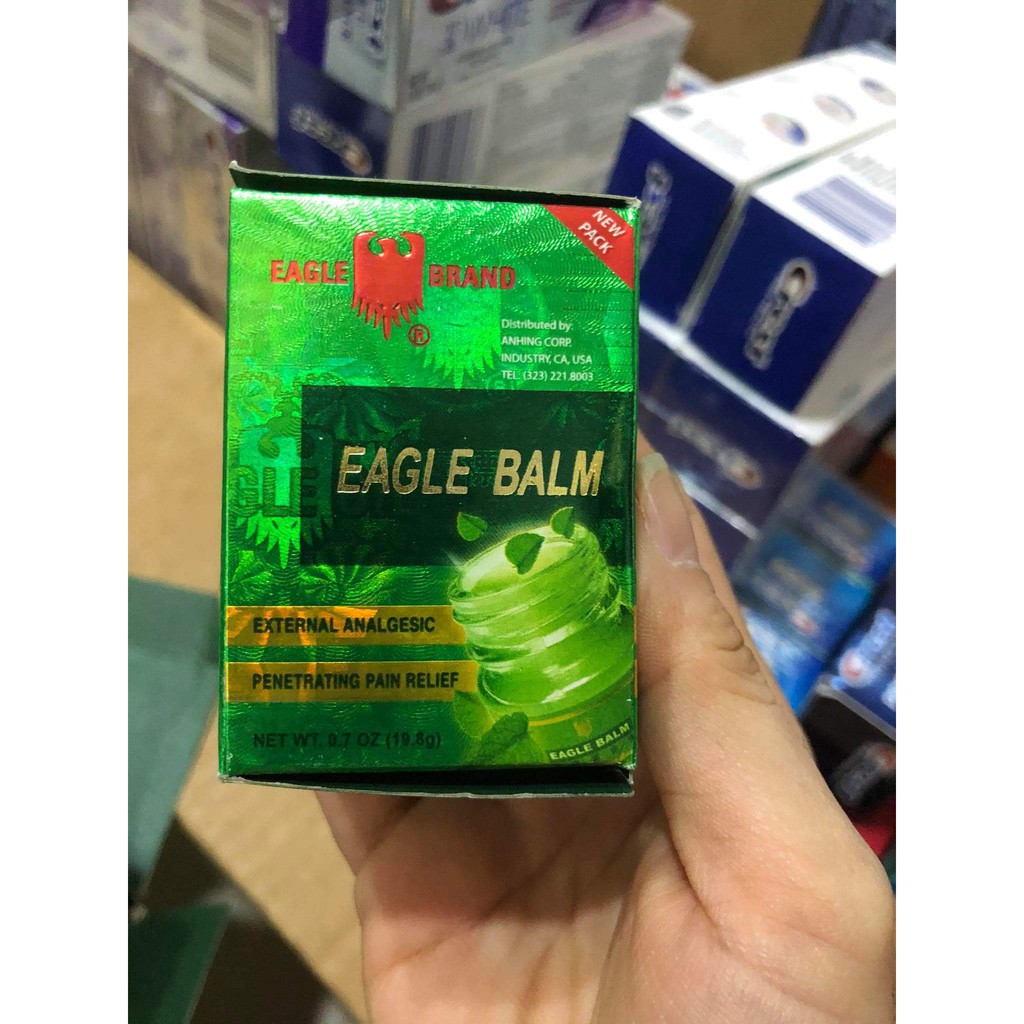 NEW
PACK
EAGLE BRAND
®
Distributed by:
ANHING CORP.
INDUSTRY, CA, USA
TEL: (323) 221.8003
EAGLE BALM
EXTERNAL ANALGESIC
PENETRATING PAIN RELIEF
NET WT. 0.7 OZ (19.8g)
EAGLE BALM
Crest